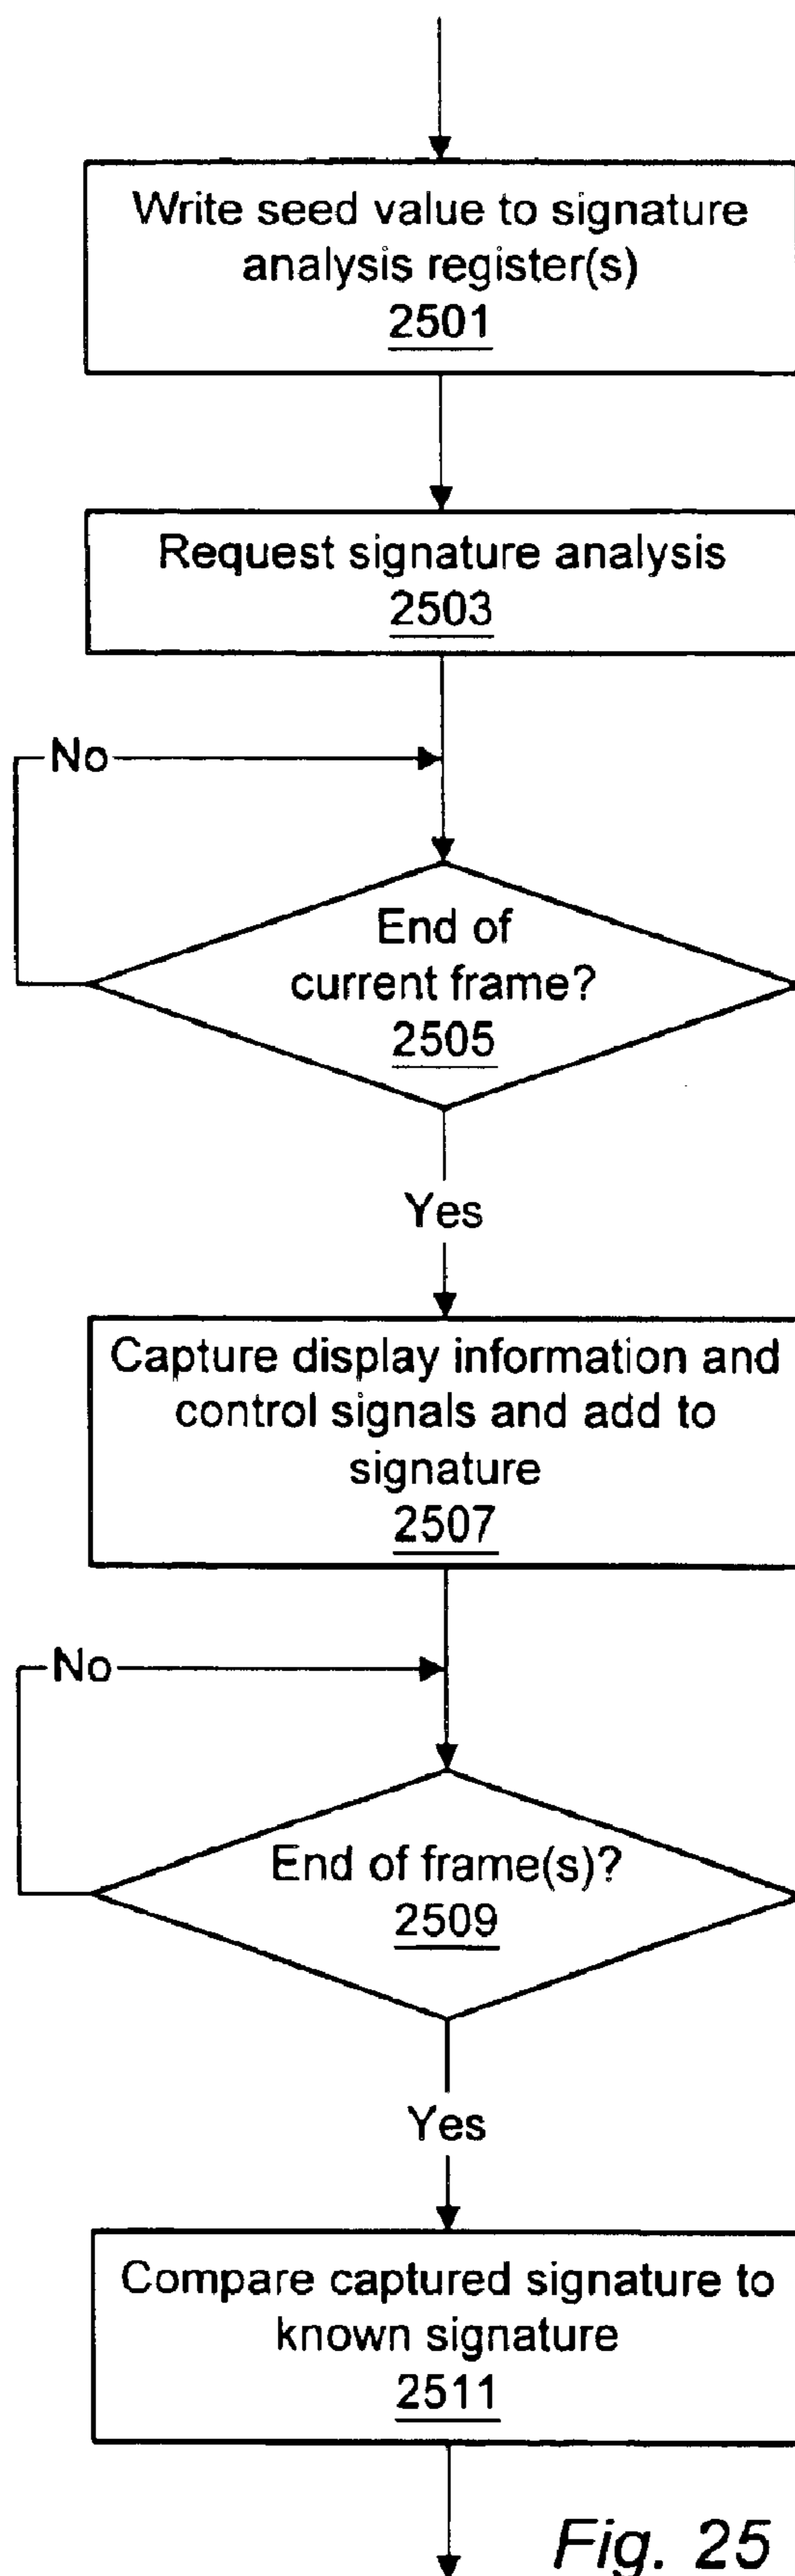 Write seed value to signature
analysis register(s)
2501
Request signature analysis
2503
No
End of
current frame?
2505
Yes
Capture display information and
control signals and add to
signature
2507
No
End of frame(s)?
2509
Yes
Compare captured signature to
known signature
2511
Fig. 25